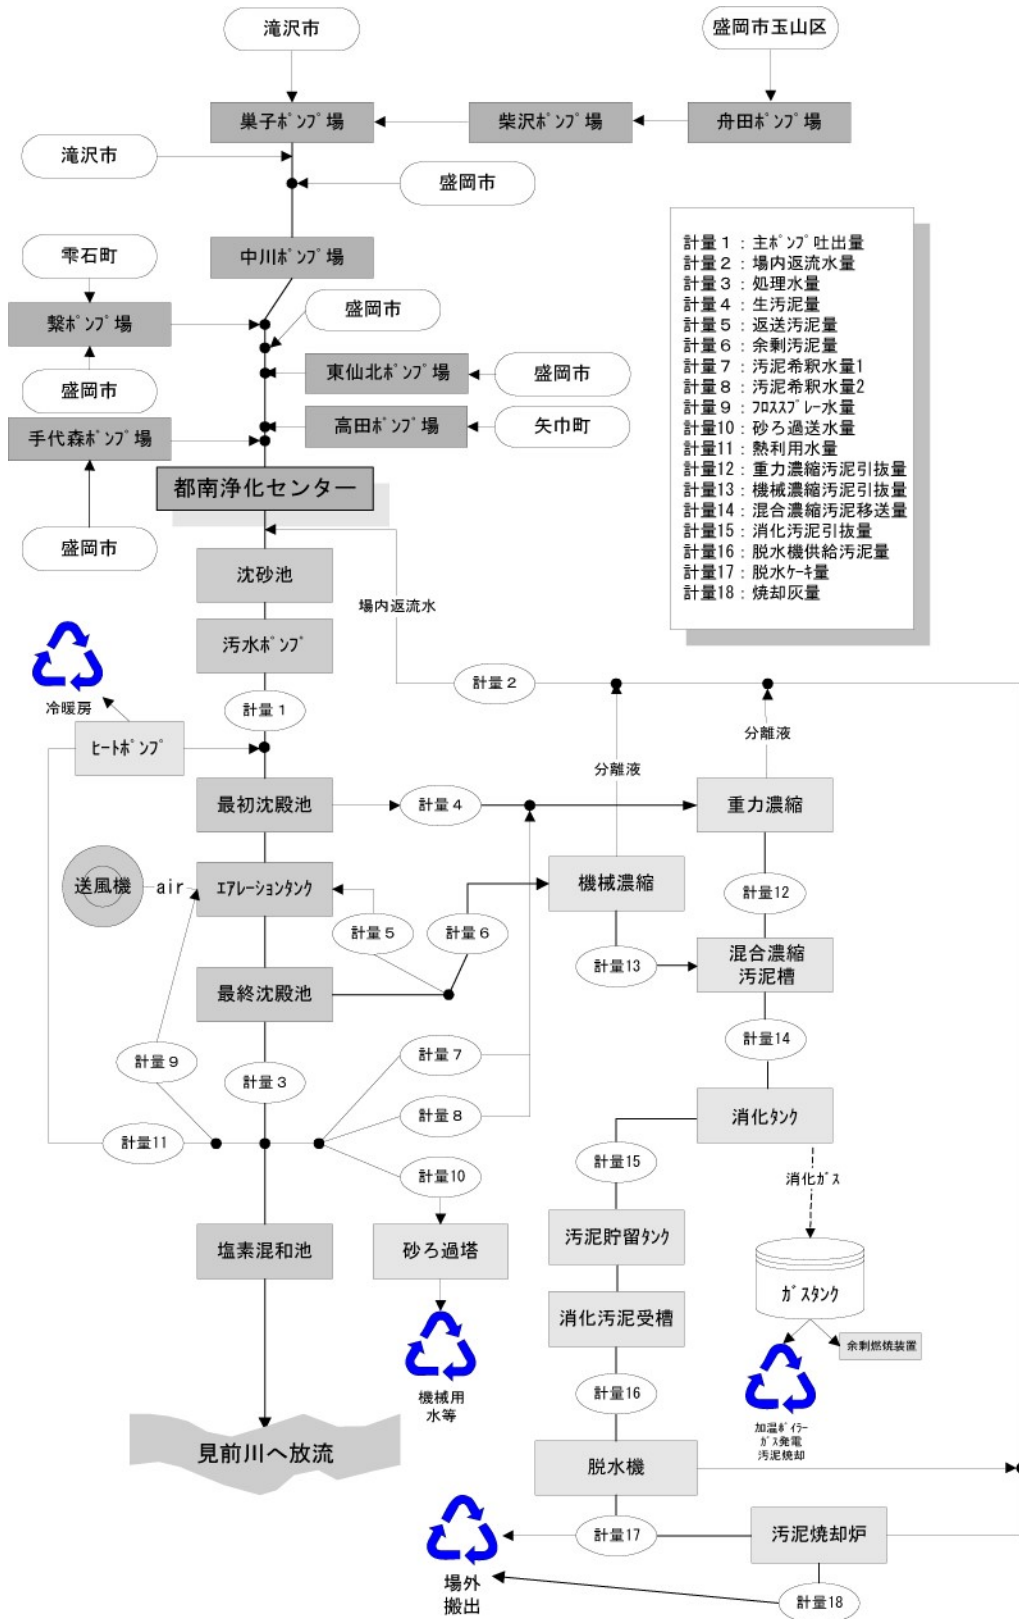 滝沢市
盛岡市玉山区
巣子ﾎﾟﾝﾌﾟ場
柴沢ﾎﾟﾝﾌﾟ場
舟田ﾎﾟﾝﾌﾟ場
滝沢市
盛岡市
雫石町
中川ﾎﾟﾝﾌﾟ場
盛岡市
繋ﾎﾟﾝﾌﾟ場
東仙北ﾎﾟﾝﾌﾟ場
盛岡市
盛岡市
手代森ﾎﾟﾝﾌﾟ場
高田ﾎﾟﾝﾌﾟ場
矢巾町
都南浄化センター
盛岡市
計量１：主ﾎﾟﾝﾌﾟ吐出量
計量２：場内返流水量
計量３：処理水量
計量４：生汚泥量
計量５：返送汚泥量
計量６：余剰汚泥量
計量７：汚泥希釈水量1
計量８：汚泥希釈水量2
計量９：ﾌﾛｽｽﾌﾟﾚｰ水量
計量10：砂ろ過送水量
計量11：熱利用水量
計量12：重力濃縮汚泥引抜量
計量13：機械濃縮汚泥引抜量
計量14：混合濃縮汚泥移送量
計量15：消化汚泥引抜量
計量16：脱水機供給汚泥量
計量17：脱水ｹｰｷ量
計量18：焼却灰量
沈砂池
場内返流水
汚水ﾎﾟﾝﾌﾟ
計量２
冷暖房
計量１
ﾋｰﾄﾎﾟﾝﾌﾟ
分離液
分離液
最初沈殿池
計量４
重力濃縮
送風機
air
ｴｱﾚｰｼｮﾝﾀﾝｸ
機械濃縮
計量12
計量５
計量６
計量13
混合濃縮
汚泥槽
最終沈殿池
計量14
計量９
計量３
計量７
計量８
消化ﾀﾝｸ
計量11
計量15
計量10
消化ｶﾞｽ
塩素混和池
砂ろ過塔
汚泥貯留ﾀﾝｸ
ｶﾞｽﾀﾝｸ
消化汚泥受槽
余剰燃焼装置
機械用
水等
計量16
加温ﾎﾞｲﾗｰ
ｶﾞｽ発電
汚泥焼却
見前川へ放流
脱水機
計量17
汚泥焼却炉
場外
搬出
計量18